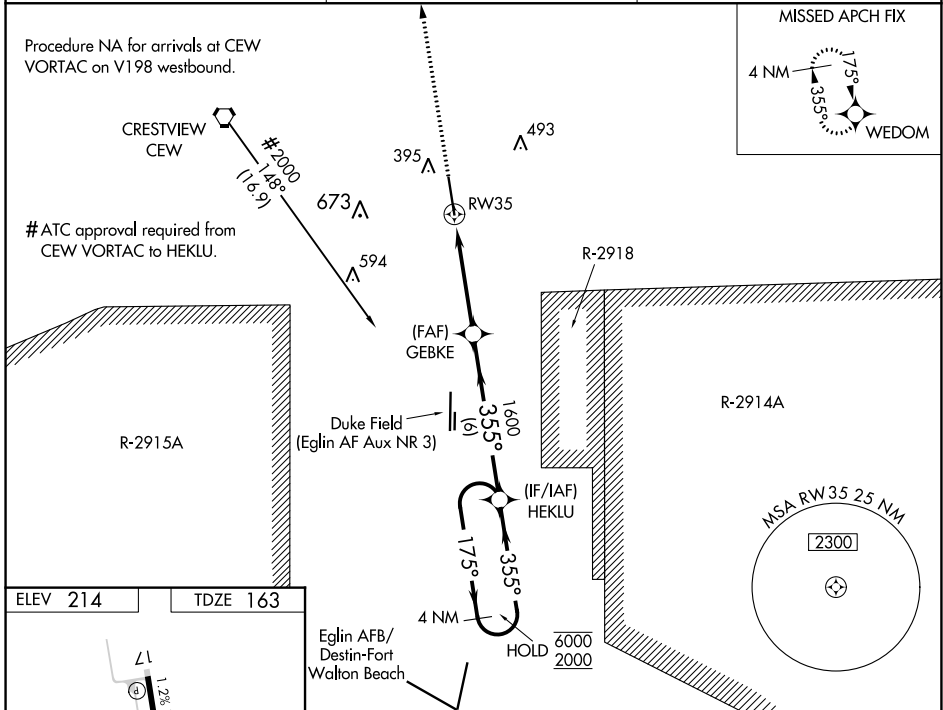 Procedure NA for arrivals at CEW
VORTAC on V198 westbound.
MISSED APCH FIX
4 NM
175°
355°
WEDOM
CRESTVIEW
CEW
#2000
148°
(16.9)
395
493
673
RW35
#ATC approval required from
CEW VORTAC to HEKLU.
594
R-2918
(FAF)
GEBKE
1600
355°
(6)
Duke Field
(Eglin AF Aux NR 3)
R-2914A
R-2915A
(IF/IAF)
HEKLU
MSA RW35 25 NM
2300
175°
355°
4 NM
HOLD
6000
2000
ELEV 214
TDZE 163
Eglin AFB/
Destin-Fort
Walton Beach
17
P
1.2%